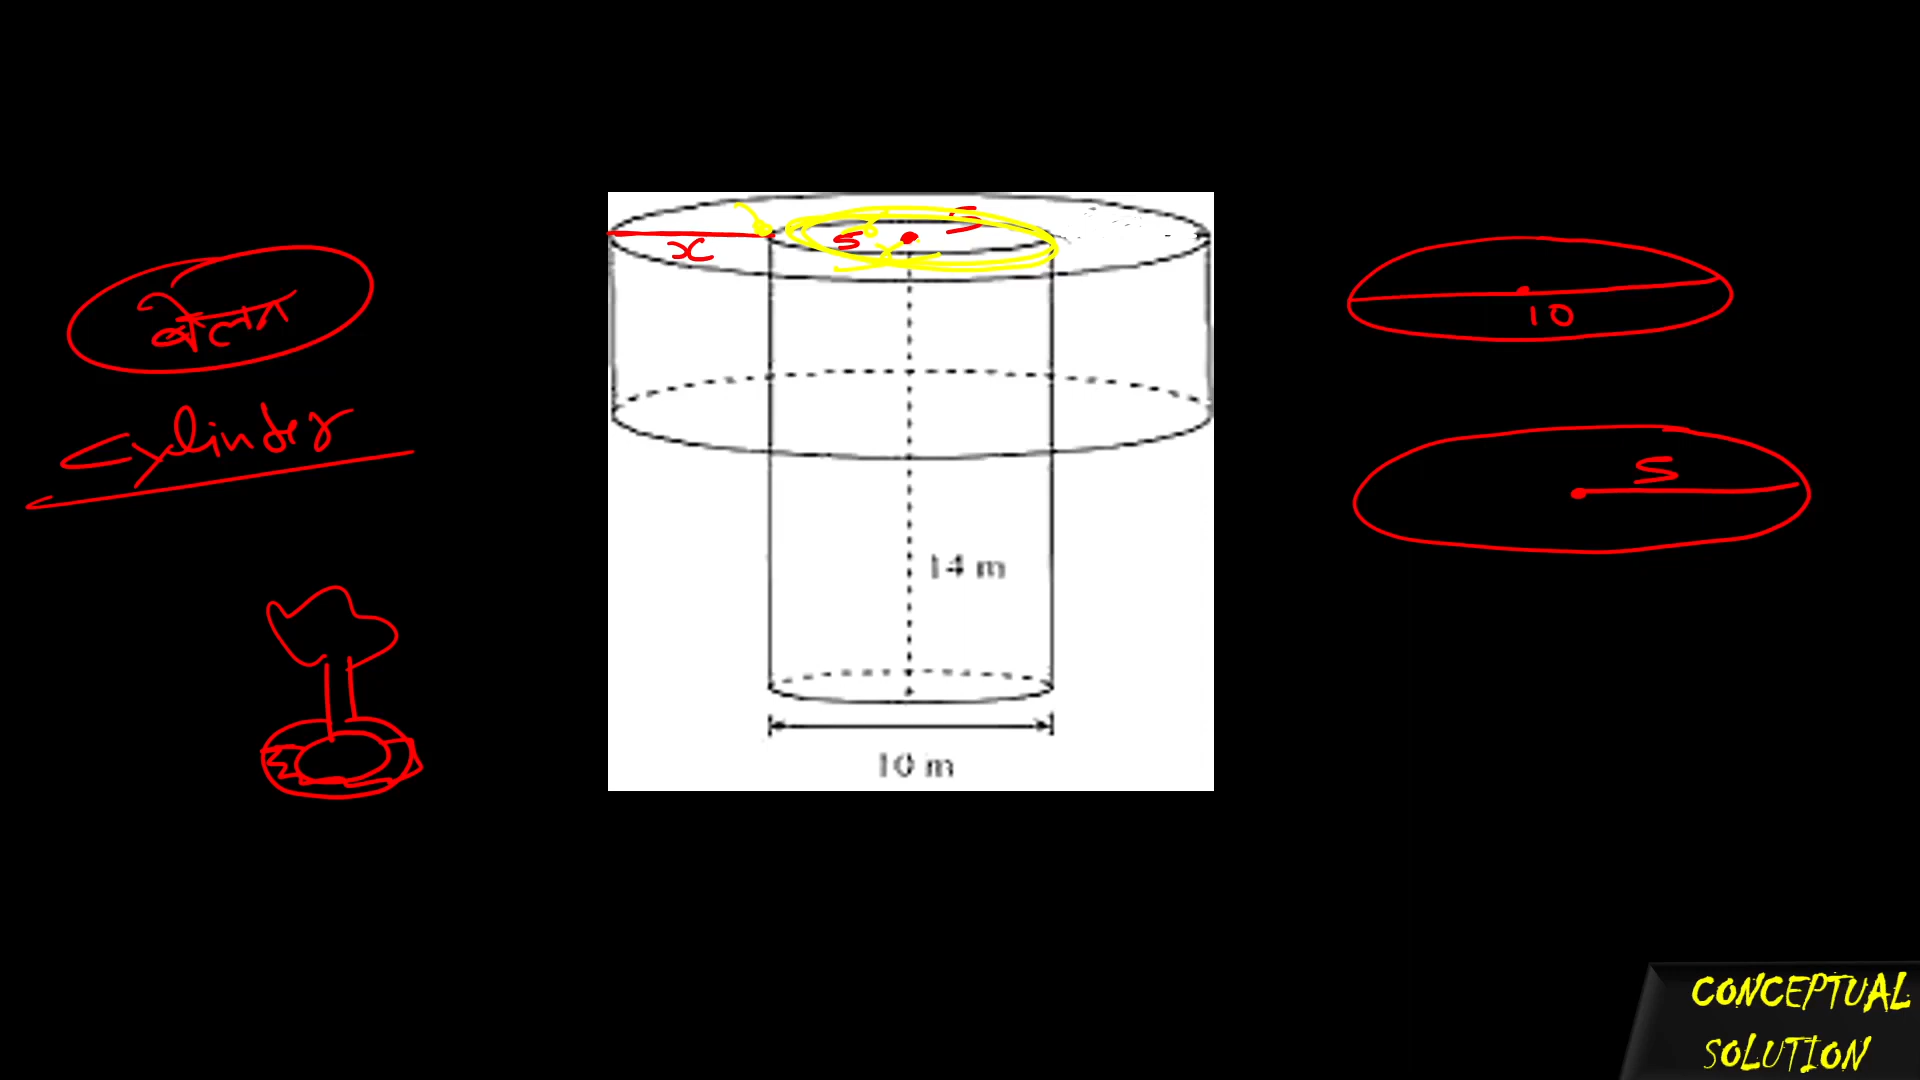 x
5
5
बेलन
cylinder
14 m
10 m
10
5
CONCEPTUAL
SOLUTION